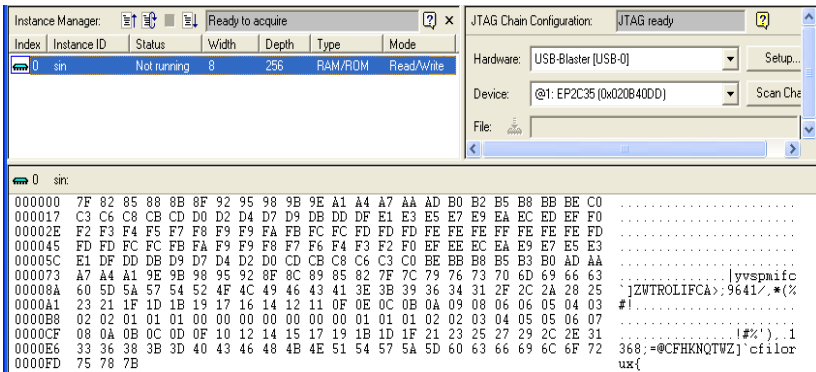 Instance Manager: Ready to acquire
Index Instance ID Status Width Depth Type Mode
0 sin Not running 8 256 RAM/ROM Read/Write
JTAG Chain Configuration: JTAG ready
Hardware: USB-Blaster [USB-0] Setup...
Device: @1: EP2C35 (0x020B40DD) Scan Cha
File:
0 sin:
000000 7F 82 85 88 8B 8F 92 95 98 9B 9E A1 A4 A7 AA AD B0 B2 B5 B8 BB BE C0 .......................
000017 C3 C6 C8 CB CD D0 D2 D4 D7 D9 DB DD DF E1 E3 E5 E7 E9 EA EC ED EF F0 .......................
00002E F2 F3 F4 F5 F7 F8 F9 F9 FA FB FC FC FD FD FD FE FE FE FE FE FE FE FE .......................
000045 FD FD FC FC FB FA F9 F9 F8 F7 F6 F4 F3 F2 F0 EF EE EC EA E9 E7 E5 E3 .......................
00005C E1 DF DD DB D9 D7 D4 D2 D0 CD CB C8 C6 C3 C0 BE BB B8 B5 B3 B0 AD AA .......................
000073 A7 A4 A1 9E 9B 98 95 92 8F 8C 89 85 82 7F 7C 79 76 73 70 6D 69 66 63 ..............|yvspmifc
00008A 60 5D 5A 57 54 52 4F 4C 49 46 43 41 3E 3B 39 36 34 31 2F 2C 2A 28 25 `]ZWTROLIFCA>;9641/,*(%
0000A1 23 21 1F 1D 1B 19 17 16 14 12 11 0F 0E 0C 0B 0A 09 08 06 06 05 04 03 #!.....................
0000B8 02 02 01 01 01 00 00 00 00 00 00 00 01 01 01 02 02 03 04 05 05 06 07 .......................
0000CF 08 0A 0B 0C 0D 0F 10 12 14 15 17 19 1B 1D 1F 21 23 25 27 29 2C 2E 31 ...............!#%'),.1
0000E6 33 36 38 3B 3D 40 43 46 48 4B 4E 51 54 57 5A 5D 60 63 66 69 6C 6F 72 368;=@CFHKNQTWZ]`cfilor
0000FD 75 78 7B ux{